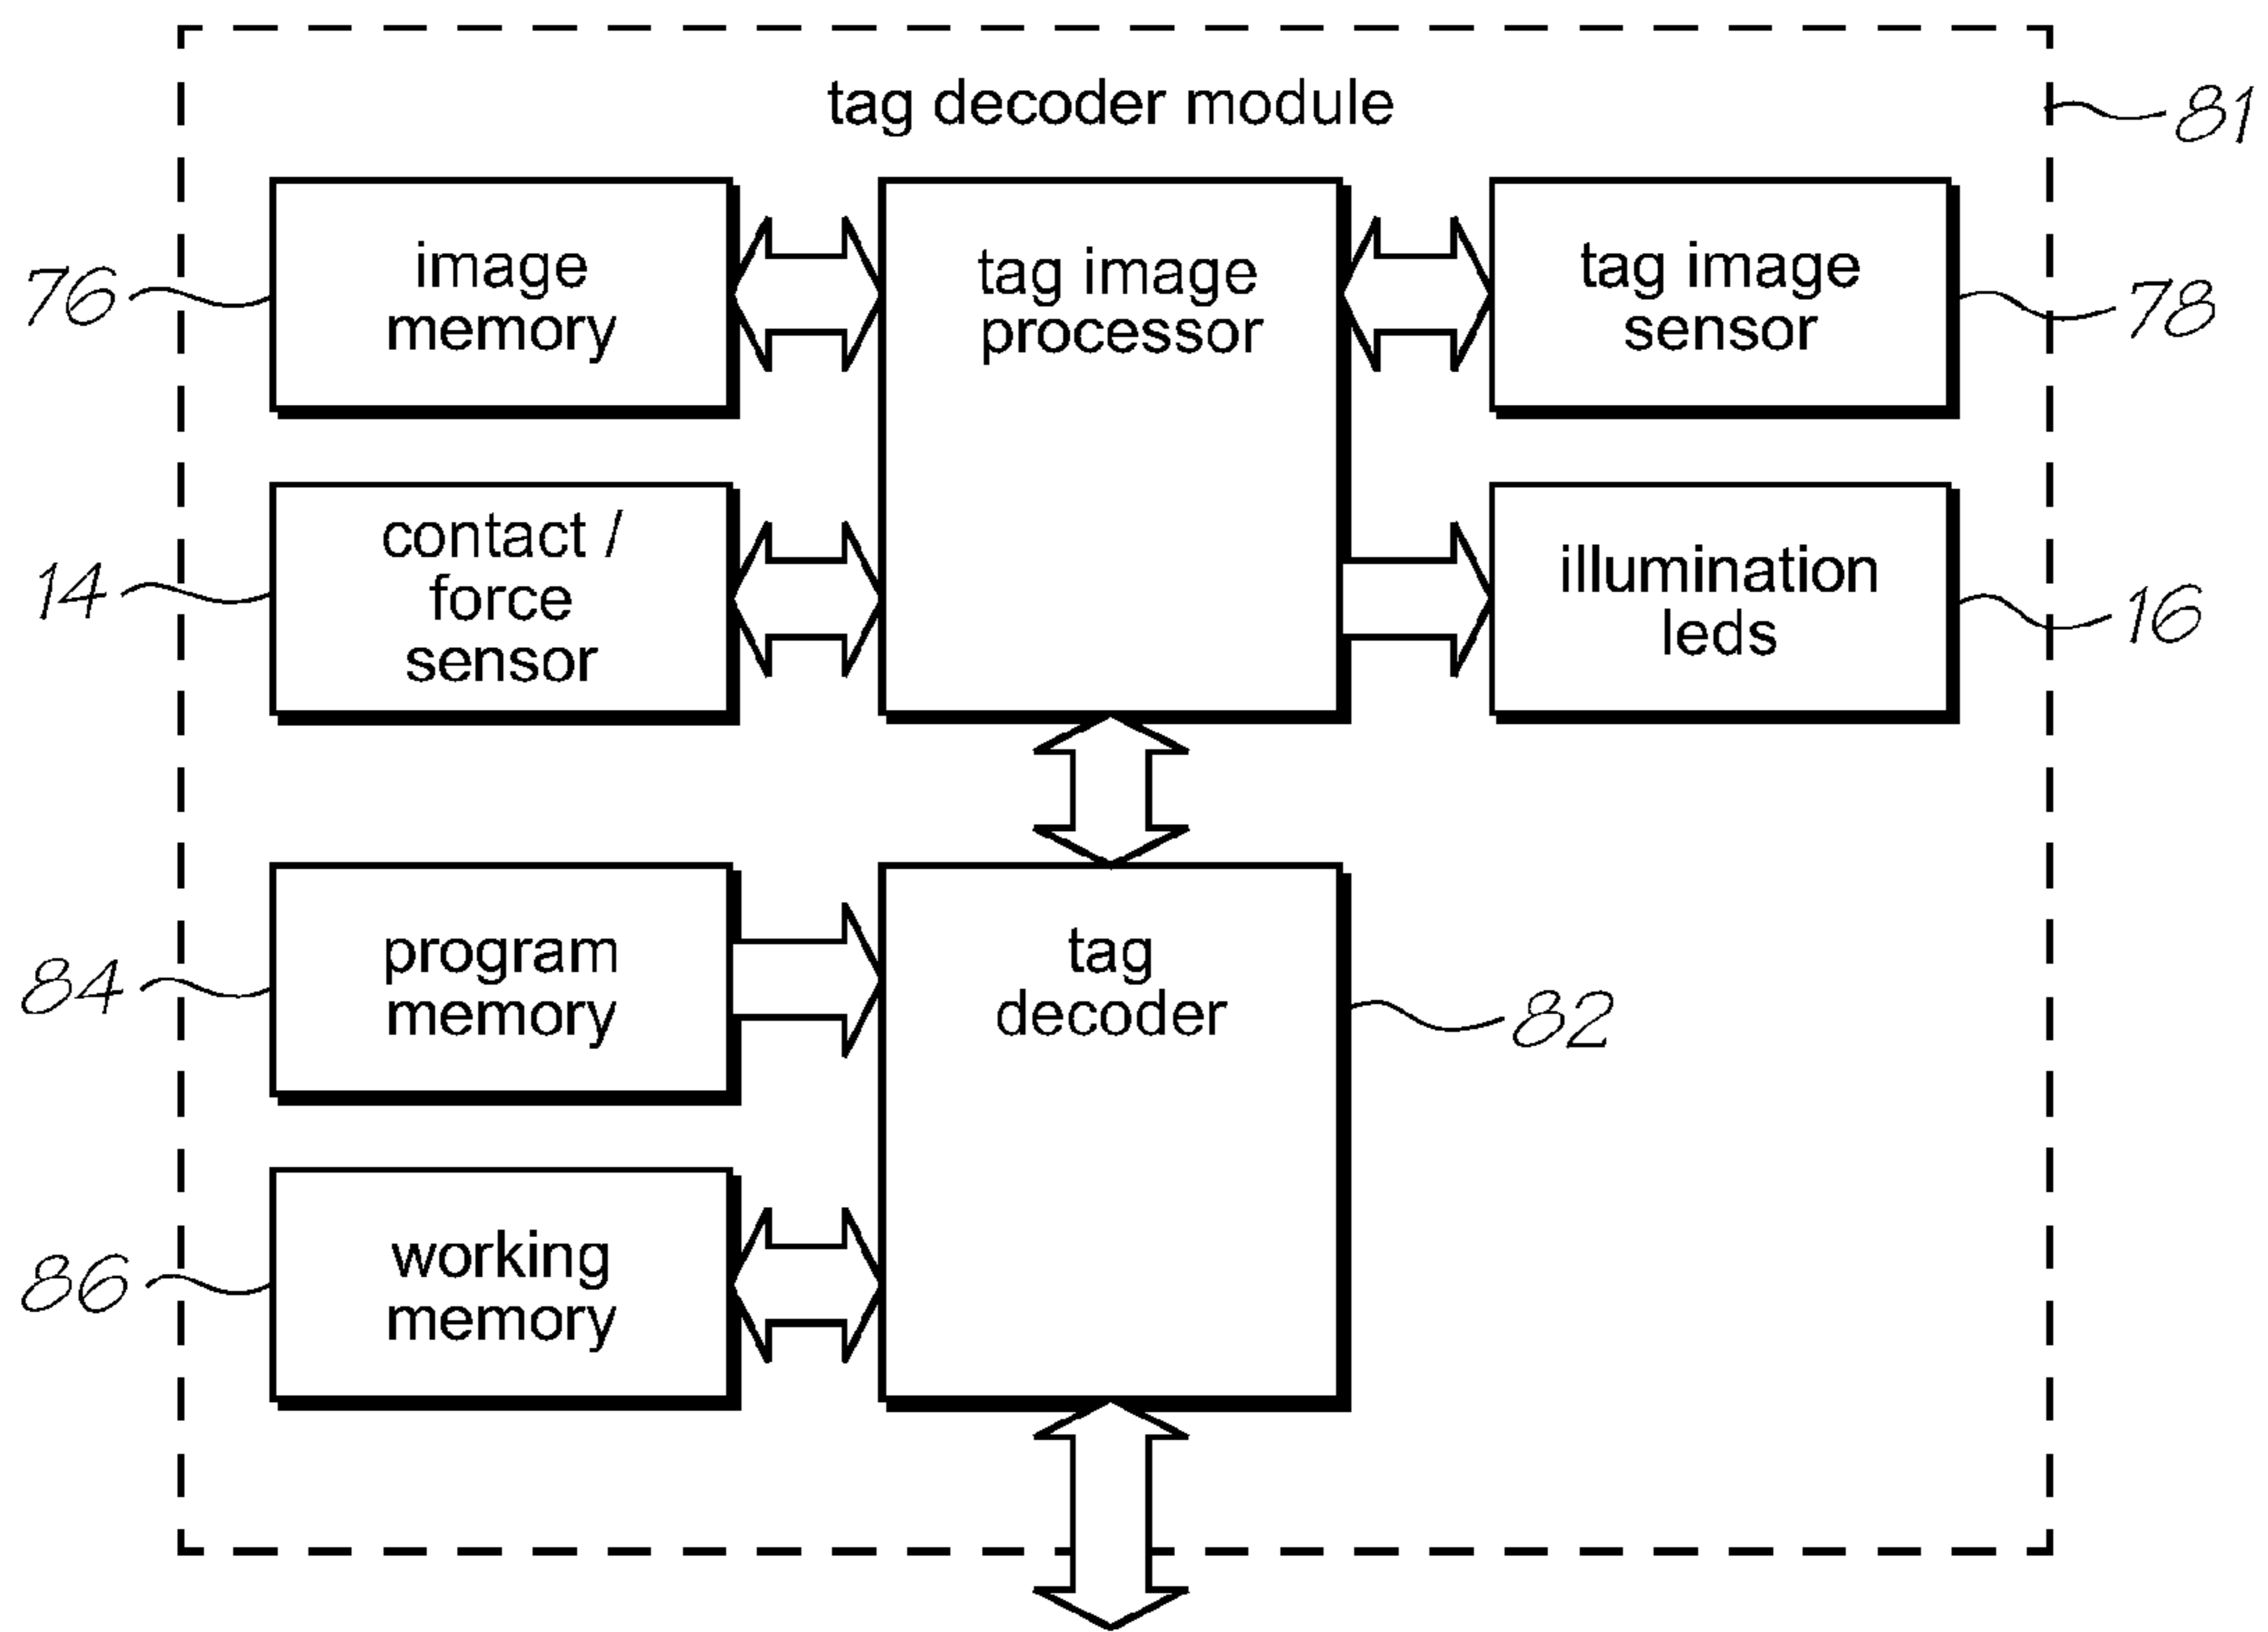 tag decoder module
81
image
memory
76
tag image
processor
tag image
sensor
78
contact /
force
sensor
14
illumination
leds
16
program
memory
84
tag
decoder
82
working
memory
86